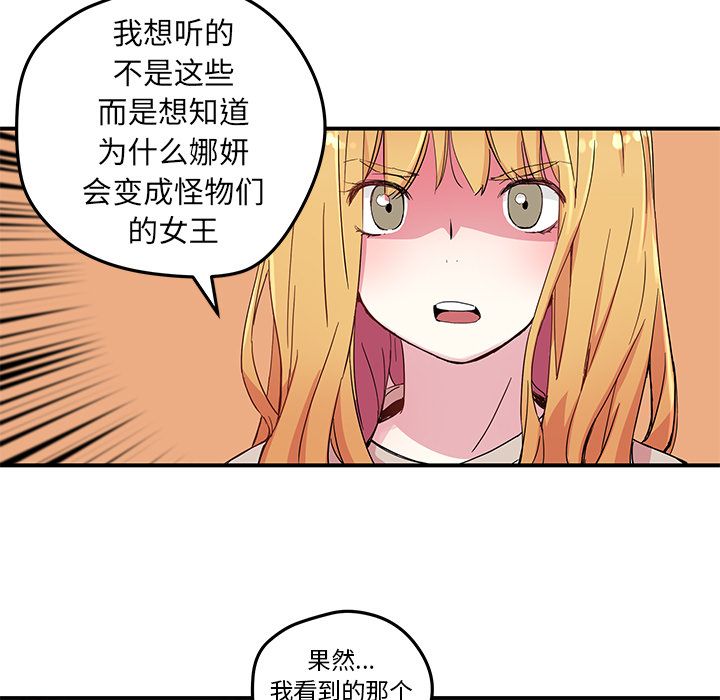 我想听的
不是这些
而是想知道
为什么娜妍
会变成怪物们
的女王
果然...
我看到的那个